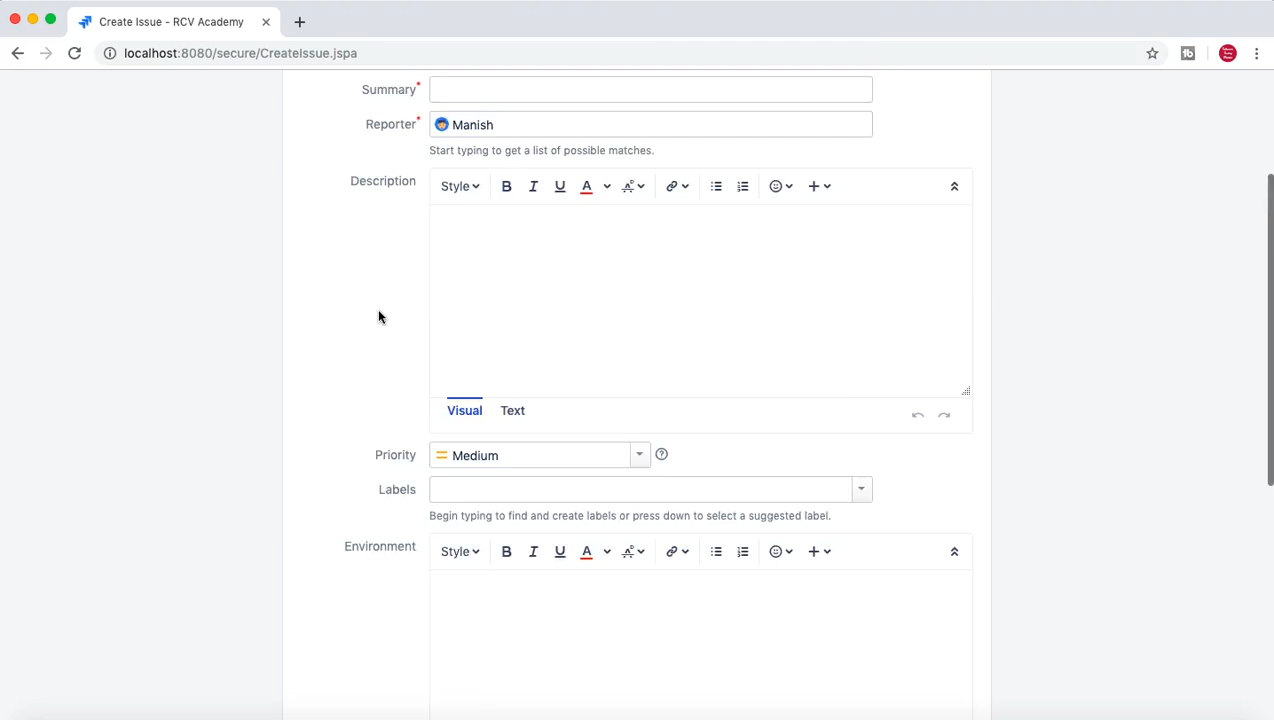 Create Issue - RCV Academy
localhost:8080/secure/CreateIssue.jspa
Summary*
Reporter* Manish
Start typing to get a list of possible matches.
Description Style B I U A
Visual Text
Priority Medium
Labels
Begin typing to find and create labels or press down to select a suggested label.
Environment Style B I U A